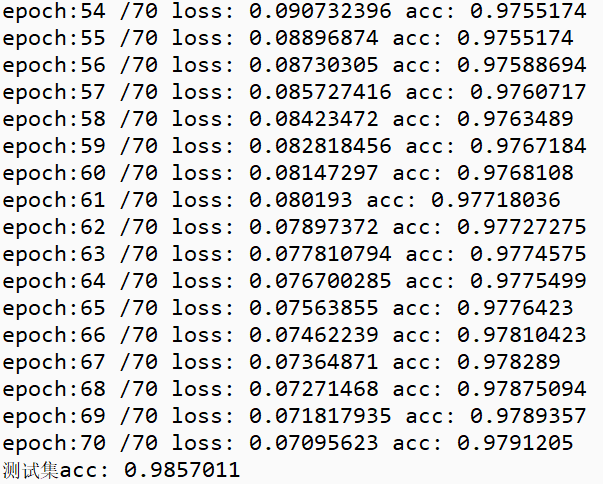 epoch:54 /70 loss: 0.090732396 acc: 0.9755174
epoch:55 /70 loss: 0.08896874 acc: 0.9755174
epoch:56 /70 loss: 0.08730305 acc: 0.97588694
epoch:57 /70 loss: 0.085727416 acc: 0.9760717
epoch:58 /70 loss: 0.08423472 acc: 0.9763489
epoch:59 /70 loss: 0.082818456 acc: 0.9767184
epoch:60 /70 loss: 0.08147297 acc: 0.9768108
epoch:61 /70 loss: 0.080193 acc: 0.97718036
epoch:62 /70 loss: 0.07897372 acc: 0.97727275
epoch:63 /70 loss: 0.077810794 acc: 0.9774575
epoch:64 /70 loss: 0.076700285 acc: 0.9775499
epoch:65 /70 loss: 0.07563855 acc: 0.9776423
epoch:66 /70 loss: 0.07462239 acc: 0.97810423
epoch:67 /70 loss: 0.07364871 acc: 0.978289
epoch:68 /70 loss: 0.07271468 acc: 0.97875094
epoch:69 /70 loss: 0.071817935 acc: 0.9789357
epoch:70 /70 loss: 0.07095623 acc: 0.9791205
测试集acc: 0.9857011